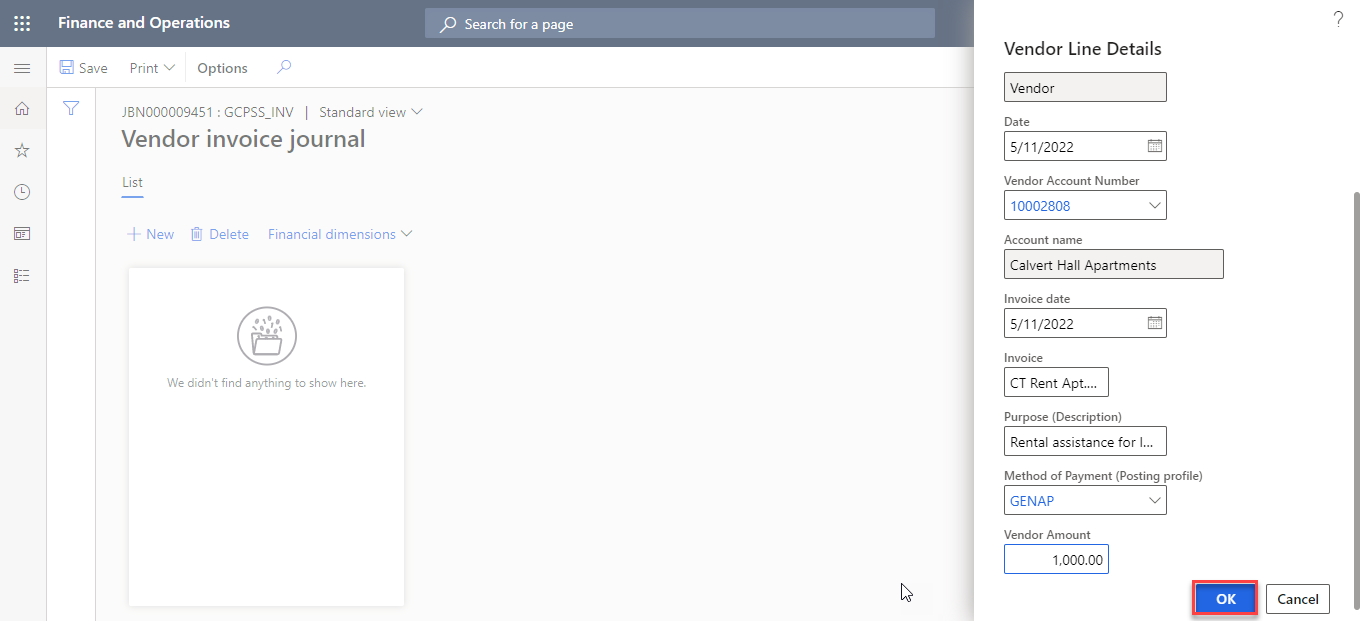 Finance and Operations
Search for a page
?
Save Print Options
JBN000009451 : GCPSS_INV | Standard view
Vendor invoice journal
List
New Delete Financial dimensions
We didn't find anything to show here.
Vendor Line Details
Vendor
Date
5/11/2022
Vendor Account Number
10002808
Account name
Calvert Hall Apartments
Invoice date
5/11/2022
Invoice
CT Rent Apt....
Purpose (Description)
Rental assistance for I...
Method of Payment (Posting profile)
GENAP
Vendor Amount
1,000.00
OK Cancel